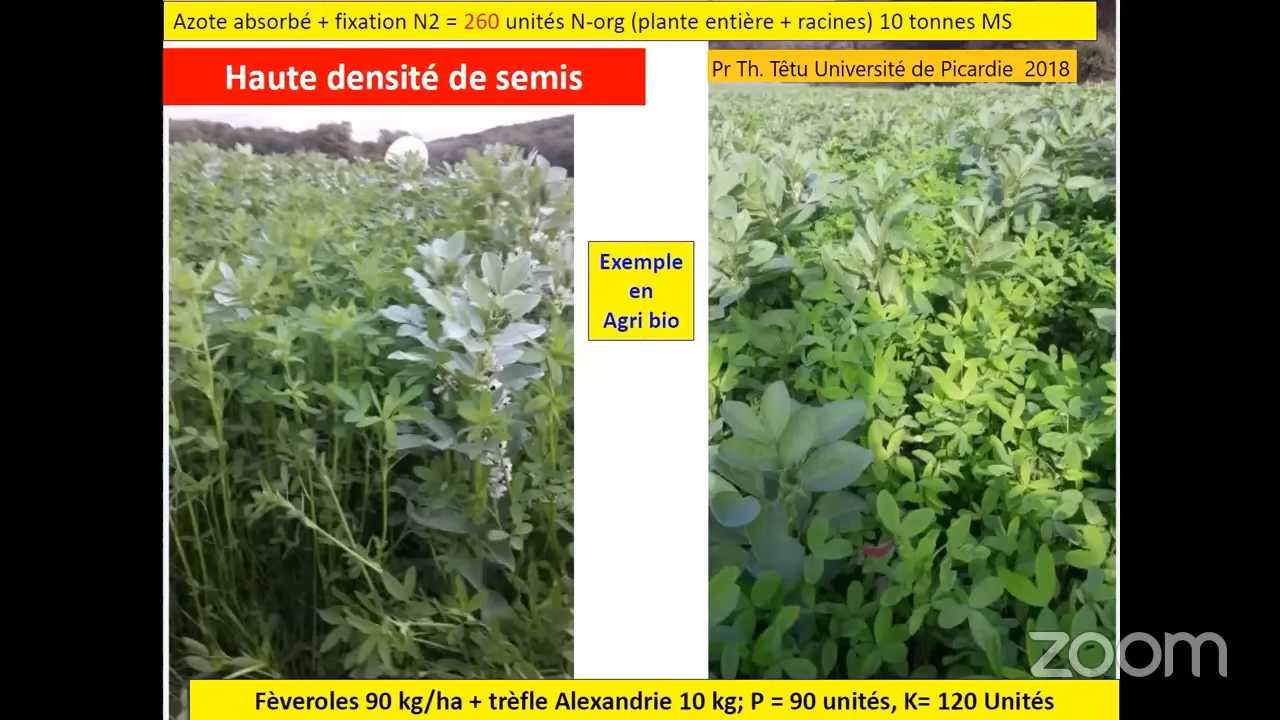 Azote absorbé + fixation N2 = 260 unités N-org (plante entière + racines) 10 tonnes MS
Haute densité de semis
Pr Th. Têtu Université de Picardie 2018
Exemple
en
Agri bio
Fèveroles 90 kg/ha + trèfle Alexandrie 10 kg; P = 90 unités, K= 120 Unités
zoom